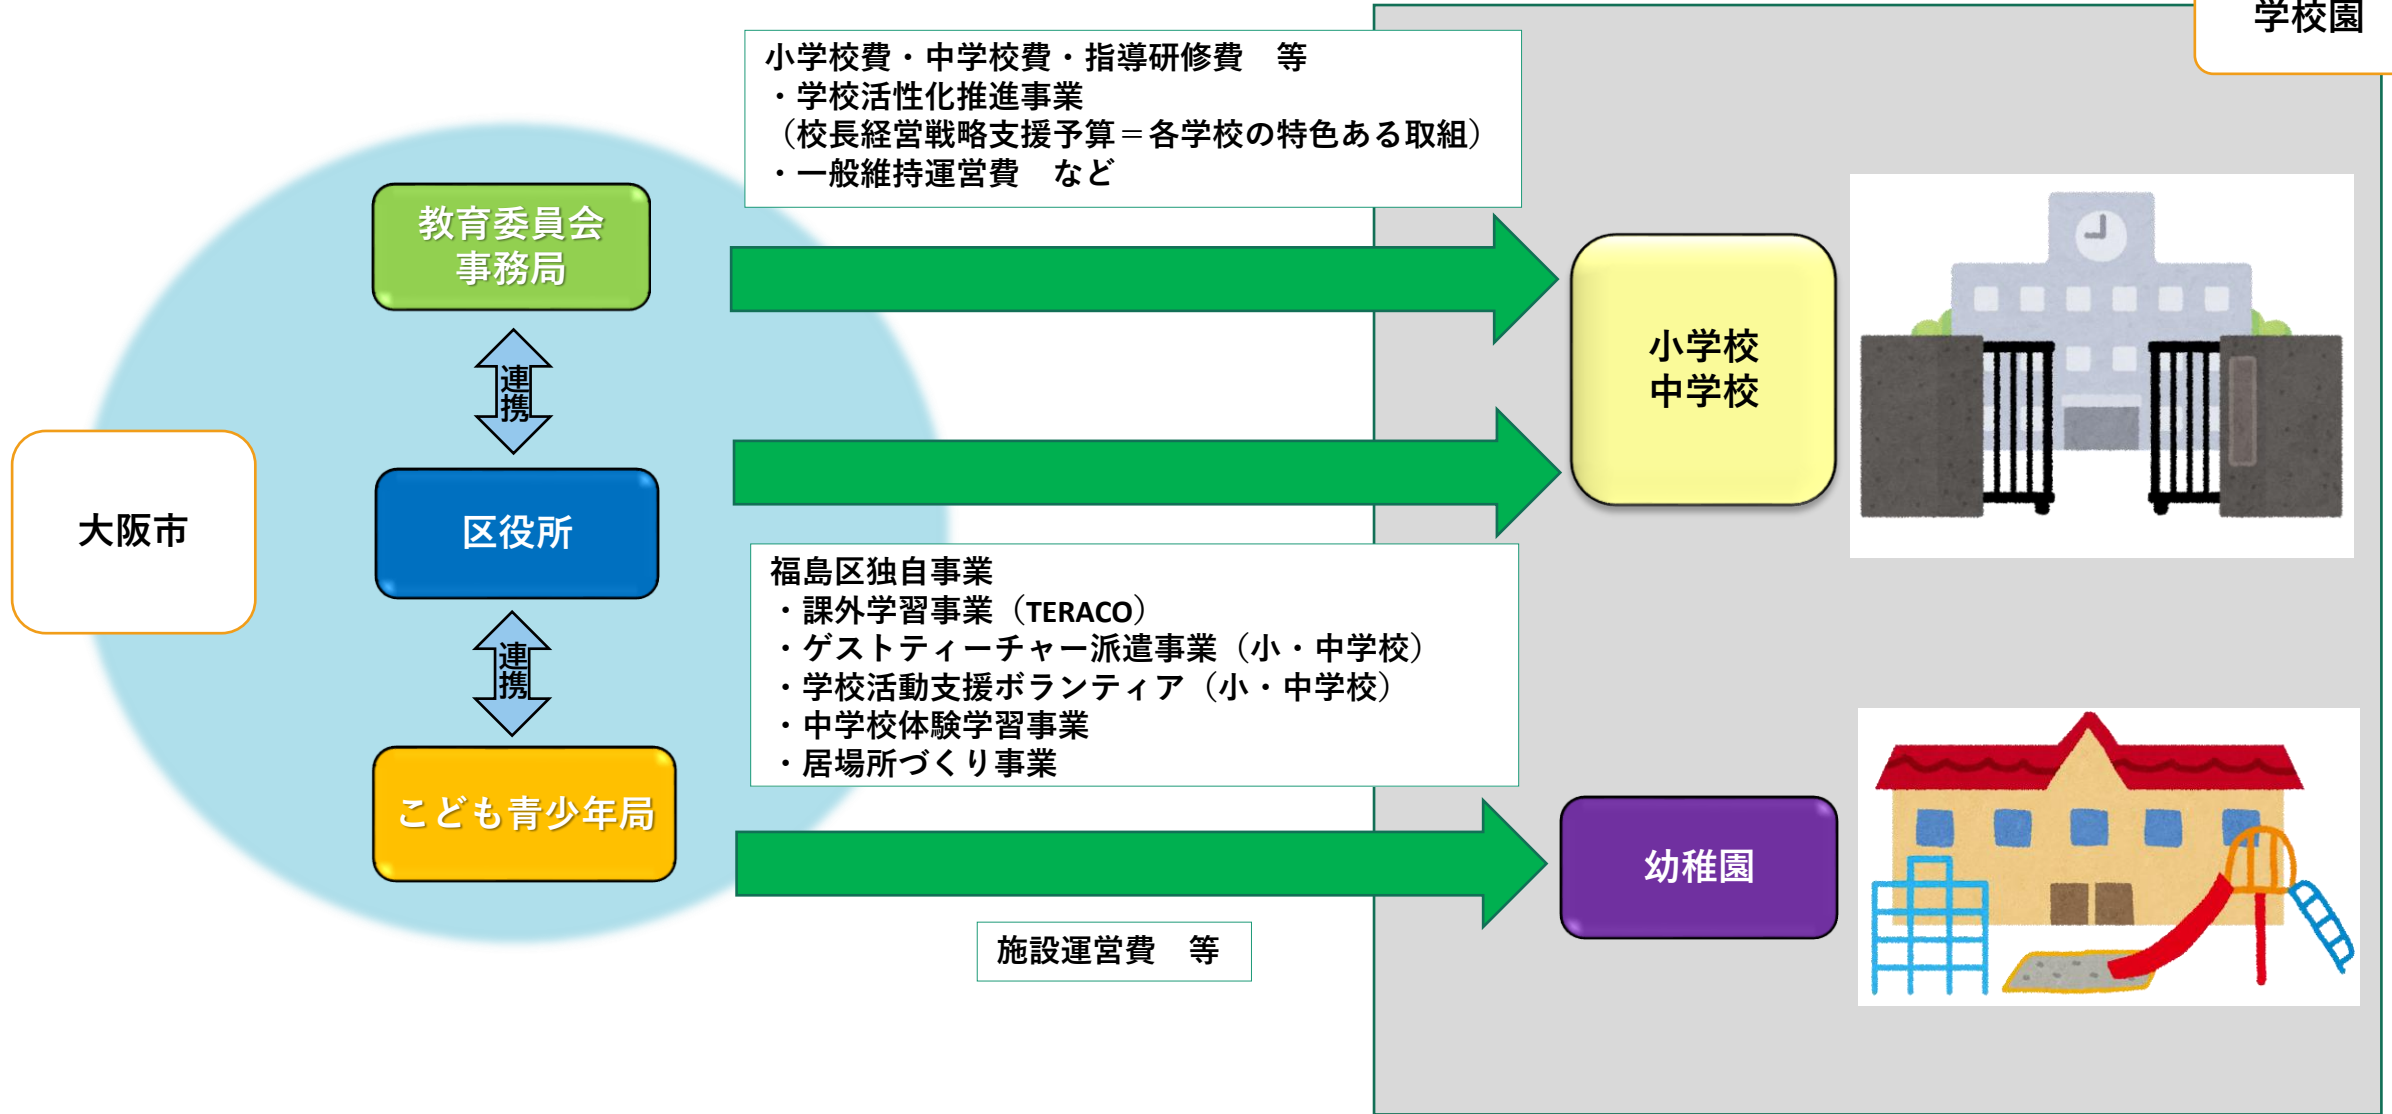 学校園
小学校費・中学校費・指導研修費　等
・学校活性化推進事業
（校長経営戦略支援予算＝各学校の特色ある取組）
・一般維持運営費　など
教育委員会
事務局
連携
小学校
中学校
大阪市
区役所
福島区独自事業
・課外学習事業（TERACO）
・ゲストティーチャー派遣事業（小・中学校）
・学校活動支援ボランティア（小・中学校）
・中学校体験学習事業
・居場所づくり事業
連携
こども青少年局
幼稚園
施設運営費　等